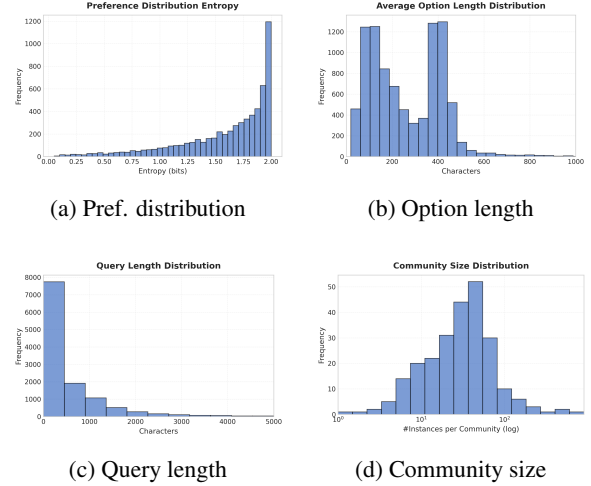 Preference Distribution Entropy
Frequency
1200
1000
800
600
400
200
0
0.00 0.25 0.50 0.75 1.00 1.25 1.50 1.75 2.00
Entropy (bits)
(a) Pref. distribution
Average Option Length Distribution
Frequency
1200
1000
800
600
400
200
0
0 200 400 600 800 1000
Characters
(b) Option length
Query Length Distribution
Frequency
8000
7000
6000
5000
4000
3000
2000
1000
0
0 1000 2000 3000 4000 5000
Characters
(c) Query length
Community Size Distribution
Frequency
50
40
30
20
10
0
10⁰ 10¹ 10²
#Instances per Community (log)
(d) Community size